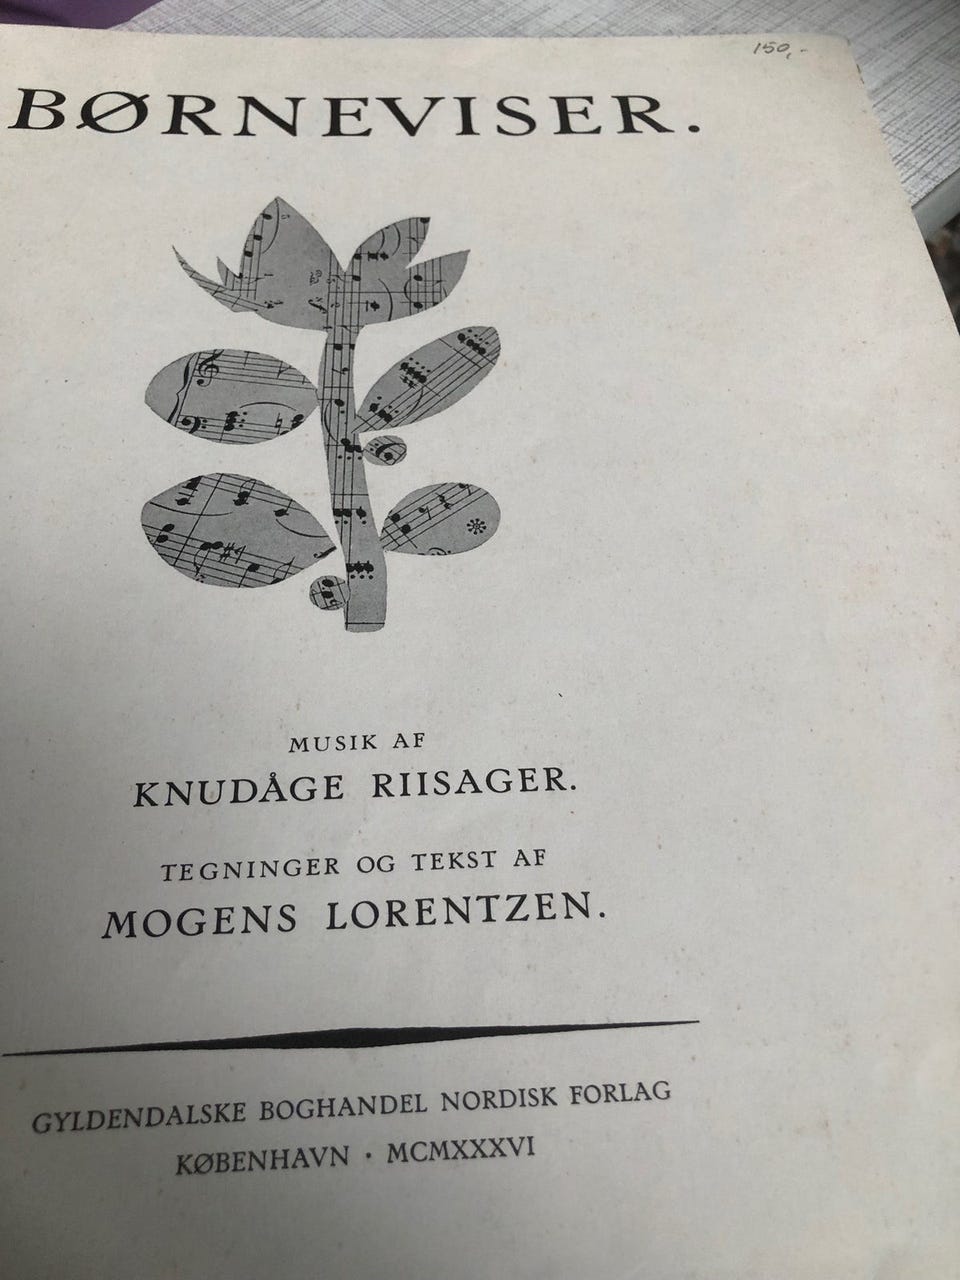 150,-
BØRNEVISER.
MUSIK AF
KNUDÅGE RIISAGER.
TEGNINGER OG TEKST AF
MOGENS LORENTZEN.
GYLDENDALSKE BOGHANDEL NORDISK FORLAG
KØBENHAVN · MCMXXXVI